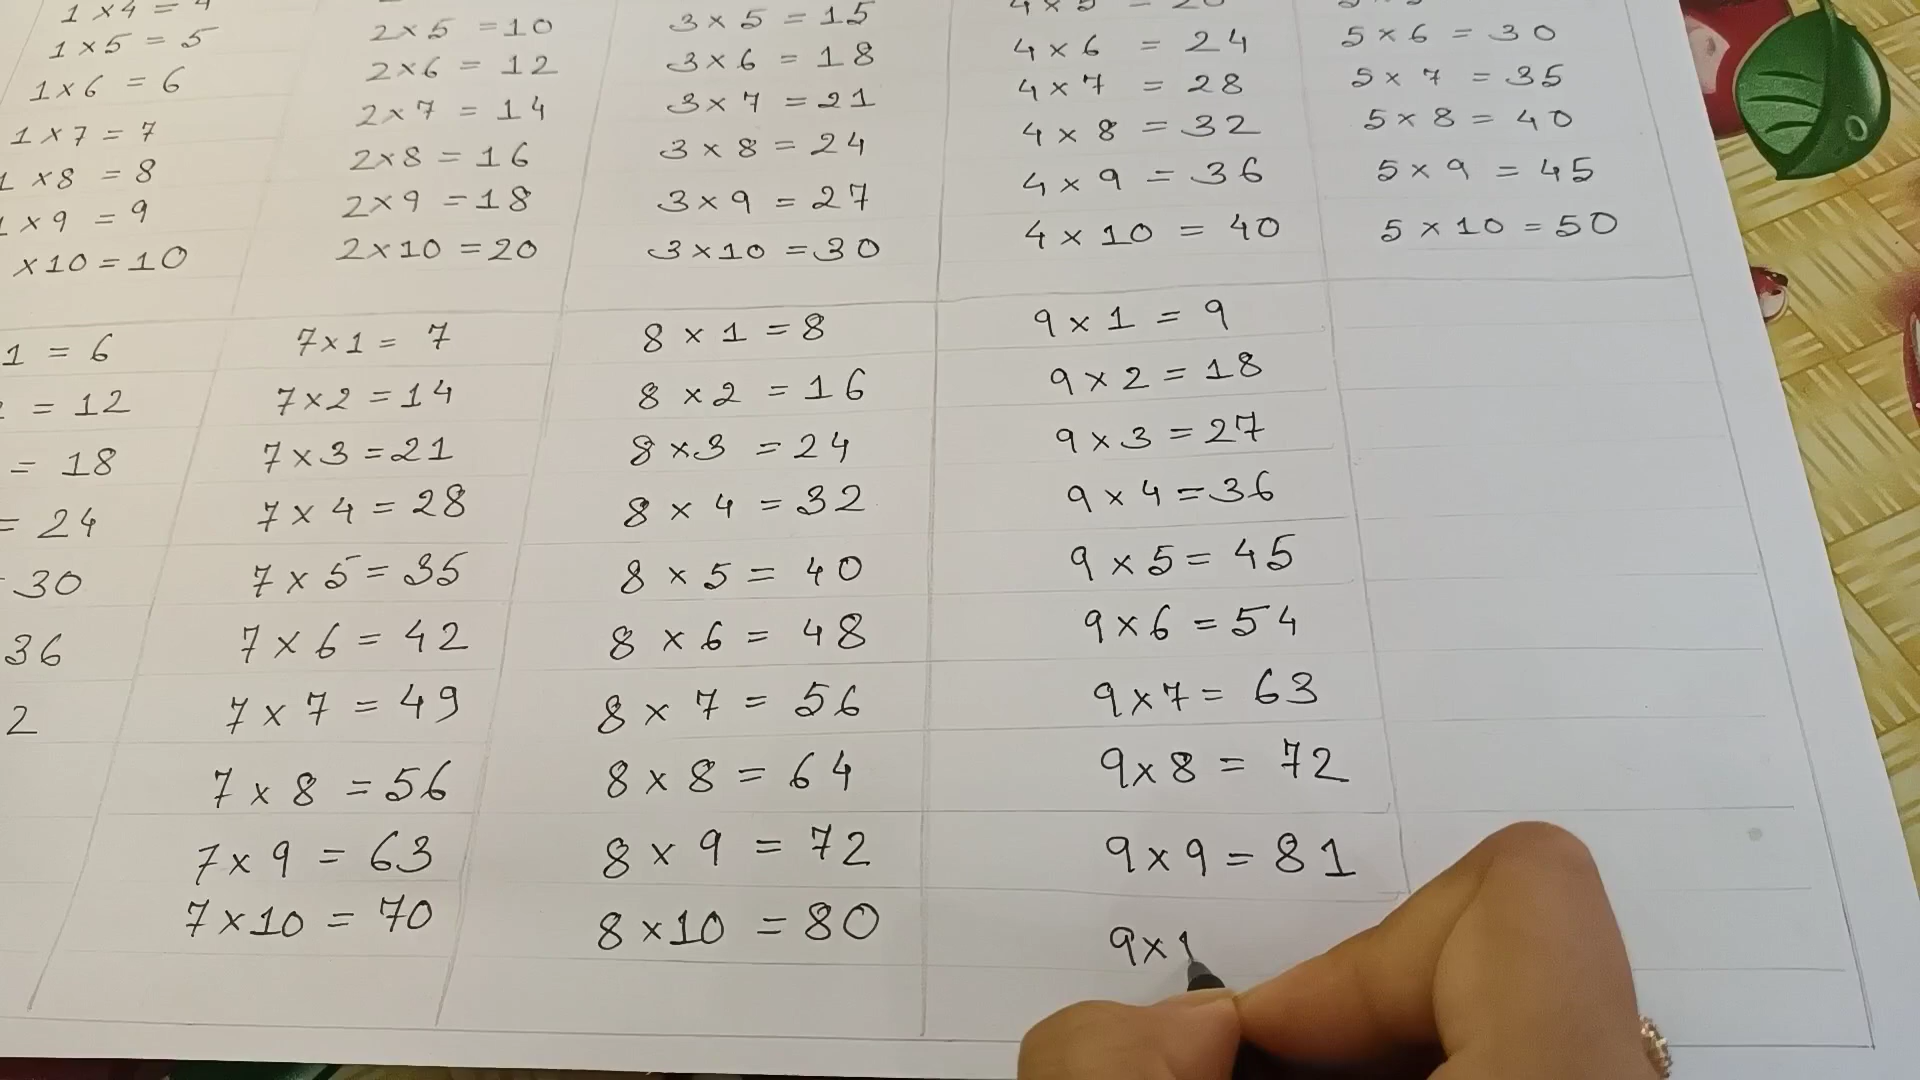 1 x 4 = 4
1 x 5 = 5
1 x 6 = 6
1 x 7 = 7
1 x 8 = 8
1 x 9 = 9
x 10 = 10
2 x 5 = 10
2 x 6 = 12
2 x 7 = 14
2 x 8 = 16
2 x 9 = 18
2 x 10 = 20
3 x 5 = 15
3 x 6 = 18
3 x 7 = 21
3 x 8 = 24
3 x 9 = 27
3 x 10 = 30
4 x 5 = 20
4 x 6 = 24
4 x 7 = 28
4 x 8 = 32
4 x 9 = 36
4 x 10 = 40
5 x 6 = 30
5 x 7 = 35
5 x 8 = 40
5 x 9 = 45
5 x 10 = 50
1 = 6
= 12
= 18
= 24
30
36
2
7 x 1 = 7
7 x 2 = 14
7 x 3 = 21
7 x 4 = 28
7 x 5 = 35
7 x 6 = 42
7 x 7 = 49
7 x 8 = 56
7 x 9 = 63
7 x 10 = 70
8 x 1 = 8
8 x 2 = 16
8 x 3 = 24
8 x 4 = 32
8 x 5 = 40
8 x 6 = 48
8 x 7 = 56
8 x 8 = 64
8 x 9 = 72
8 x 10 = 80
9 x 1 = 9
9 x 2 = 18
9 x 3 = 27
9 x 4 = 36
9 x 5 = 45
9 x 6 = 54
9 x 7 = 63
9 x 8 = 72
9 x 9 = 81
9 x 1